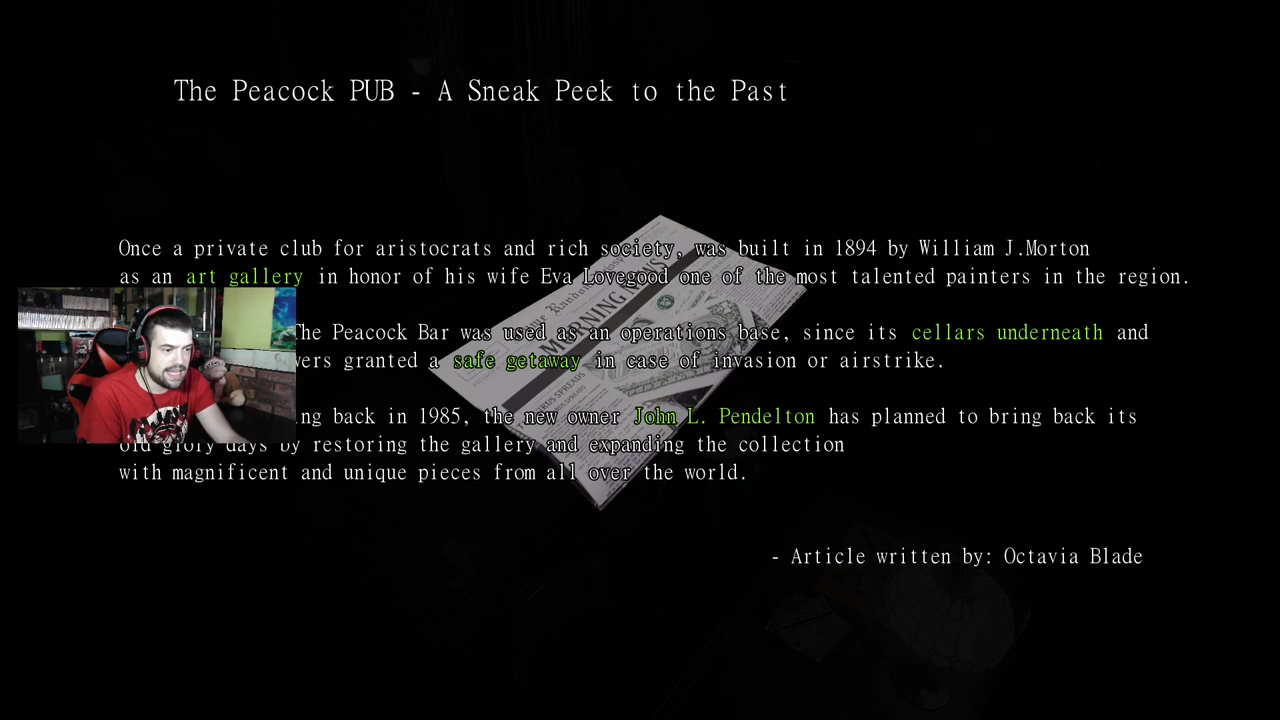 The Peacock PUB - A Sneak Peek to the Past
Once a private club for aristocrats and rich society, was built in 1894 by William J.Morton
as an art gallery in honor of his wife Eva Lovegood one of the most talented painters in the region.
The Peacock Bar was used as an operations base, since its cellars underneath and
granted a safe getaway in case of invasion or airstrike.
back in 1985, the new owner John L. Pendelton has planned to bring back its
old glory days by restoring the gallery and expanding the collection
with magnificent and unique pieces from all over the world.
MORNING
SPREADS
- Article written by: Octavia Blade